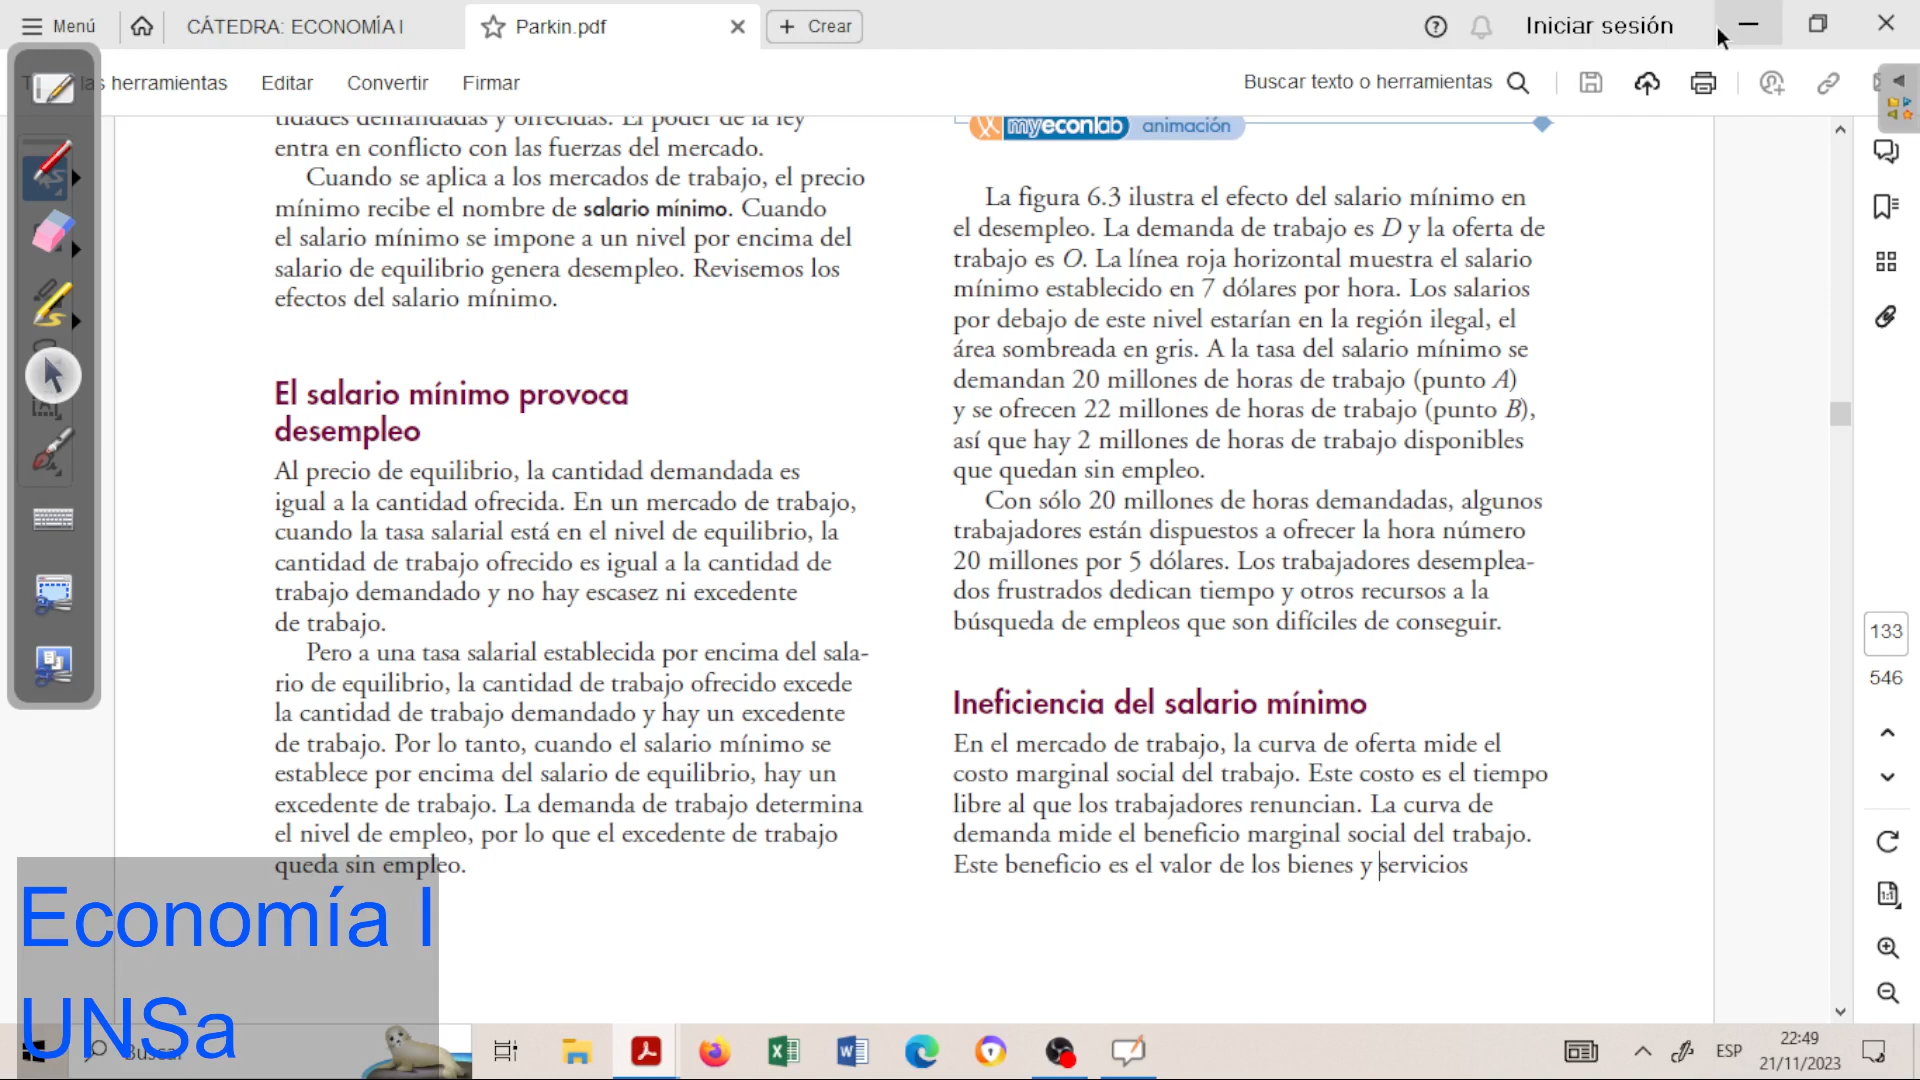 Menú
CÁTEDRA: ECONOMÍA I
Parkin.pdf
Crear
Iniciar sesión
las herramientas
Editar
Convertir
Firmar
Buscar texto o herramientas
tidades demandadas y ofrecidas. El poder de la ley
entra en conflicto con las fuerzas del mercado.
Cuando se aplica a los mercados de trabajo, el precio
mínimo recibe el nombre de salario mínimo. Cuando
el salario mínimo se impone a un nivel por encima del
salario de equilibrio genera desempleo. Revisemos los
efectos del salario mínimo.
El salario mínimo provoca
desempleo
Al precio de equilibrio, la cantidad demandada es
igual a la cantidad ofrecida. En un mercado de trabajo,
cuando la tasa salarial está en el nivel de equilibrio, la
cantidad de trabajo ofrecido es igual a la cantidad de
trabajo demandado y no hay escasez ni excedente
de trabajo.
Pero a una tasa salarial establecida por encima del sala-
rio de equilibrio, la cantidad de trabajo ofrecido excede
la cantidad de trabajo demandado y hay un excedente
de trabajo. Por lo tanto, cuando el salario mínimo se
establece por encima del salario de equilibrio, hay un
excedente de trabajo. La demanda de trabajo determina
el nivel de empleo, por lo que el excedente de trabajo
queda sin empleo.
myeconlab animación
La figura 6.3 ilustra el efecto del salario mínimo en
el desempleo. La demanda de trabajo es D y la oferta de
trabajo es O. La línea roja horizontal muestra el salario
mínimo establecido en 7 dólares por hora. Los salarios
por debajo de este nivel estarían en la región ilegal, el
área sombreada en gris. A la tasa del salario mínimo se
demandan 20 millones de horas de trabajo (punto A)
y se ofrecen 22 millones de horas de trabajo (punto B),
así que hay 2 millones de horas de trabajo disponibles
que quedan sin empleo.
Con sólo 20 millones de horas demandadas, algunos
trabajadores están dispuestos a ofrecer la hora número
20 millones por 5 dólares. Los trabajadores desemplea-
dos frustrados dedican tiempo y otros recursos a la
búsqueda de empleos que son difíciles de conseguir.
Ineficiencia del salario mínimo
En el mercado de trabajo, la curva de oferta mide el
costo marginal social del trabajo. Este costo es el tiempo
libre al que los trabajadores renuncian. La curva de
demanda mide el beneficio marginal social del trabajo.
Este beneficio es el valor de los bienes y servicios
133
546
Economía I
UNSa
Buscar
ESP
22:49
21/11/2023